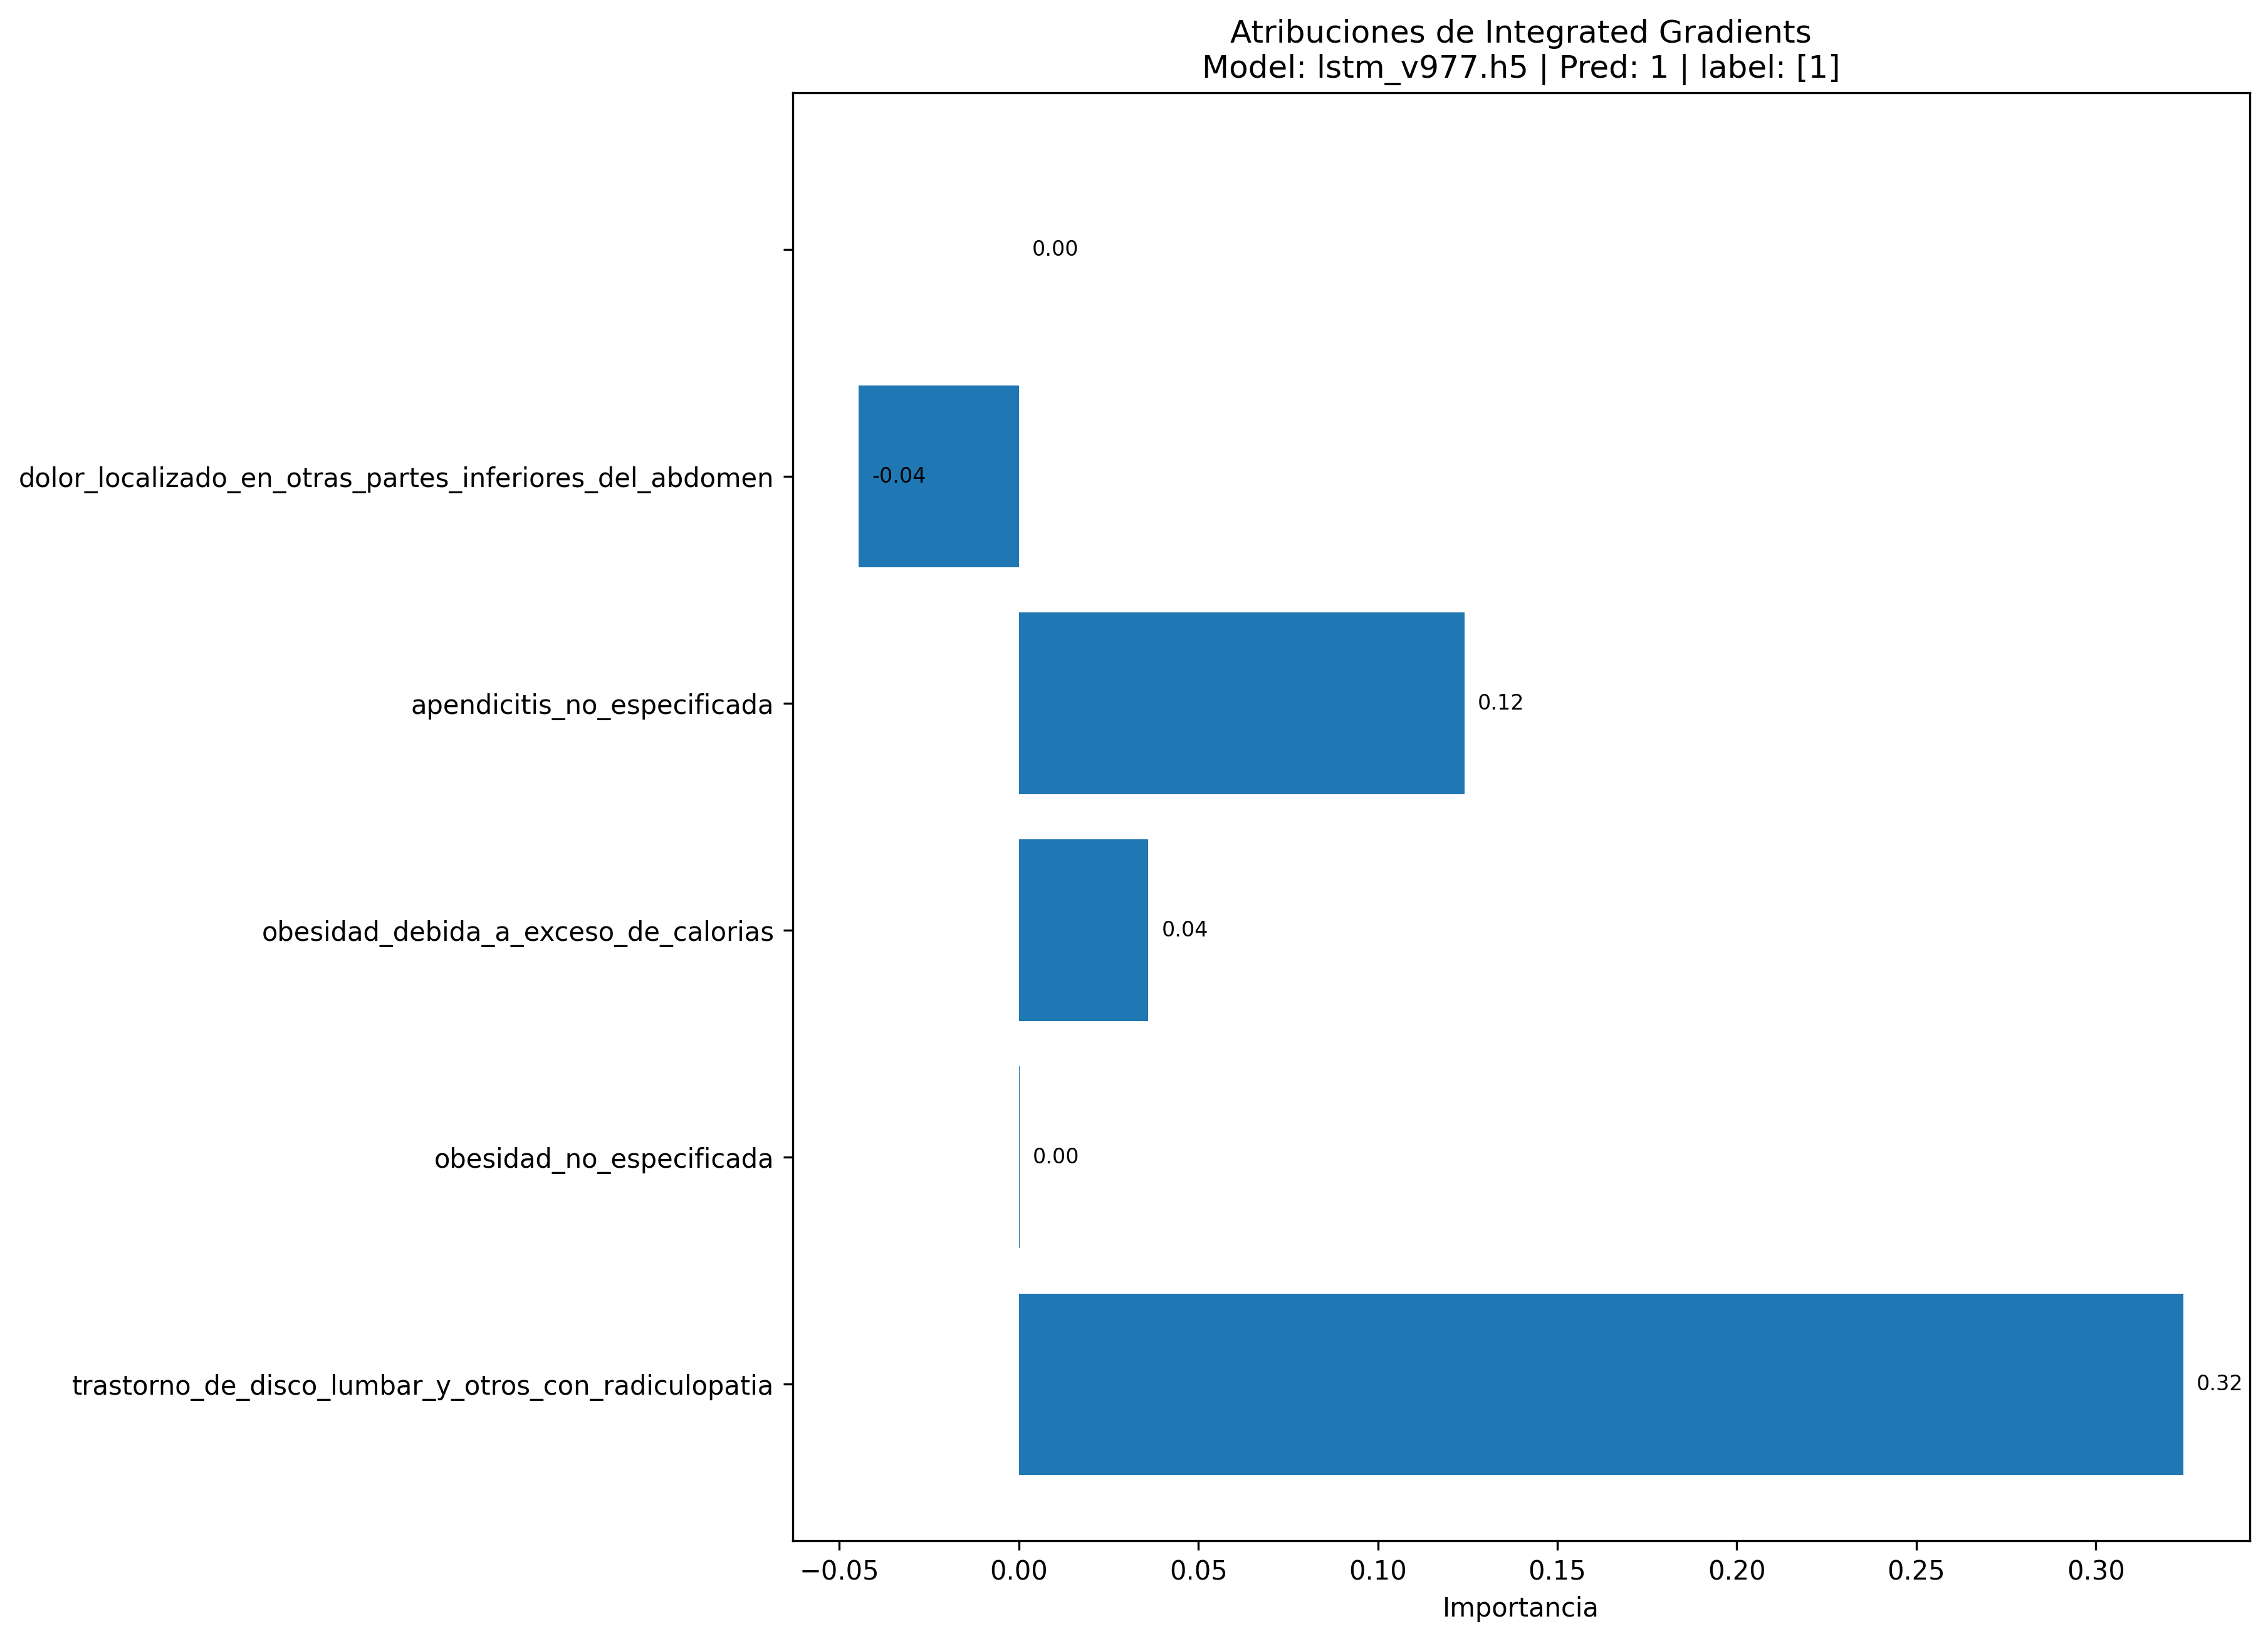 Atribuciones de Integrated Gradients
Model: lstm_v977.h5 | Pred: 1 | label: [1]
0.00
dolor_localizado_en_otras_partes_inferiores_del_abdomen
-0.04
apendicitis_no_especificada
0.12
obesidad_debida_a_exceso_de_calorias
0.04
obesidad_no_especificada
0.00
trastorno_de_disco_lumbar_y_otros_con_radiculopatia
0.32
−0.05 0.00 0.05 0.10 0.15 0.20 0.25 0.30
Importancia